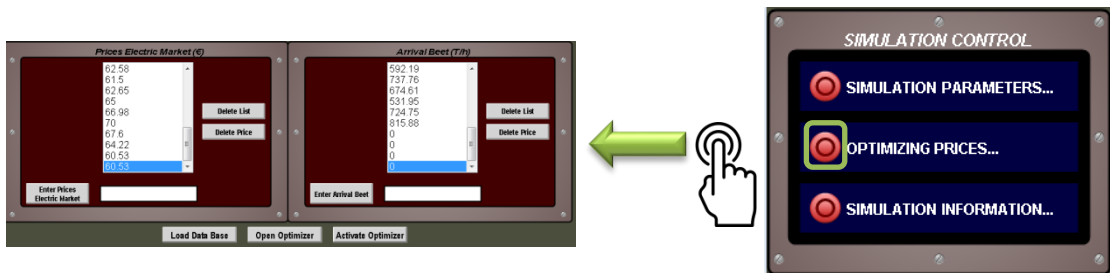 Prices Electric Market (€)
62.58
61.5
62.65
65
66.98
70
67.6
64.22
60.53
60.53
Delete List
Delete Price
Enter Prices
Electric Market
Arrival Beet (T/h)
592.19
737.76
674.61
531.95
724.75
815.88
0
0
0
0
Delete List
Delete Price
Enter Arrival Beet
Load Data Base
Open Optimizer
Activate Optimizer
SIMULATION CONTROL
SIMULATION PARAMETERS...
OPTIMIZING PRICES...
SIMULATION INFORMATION...